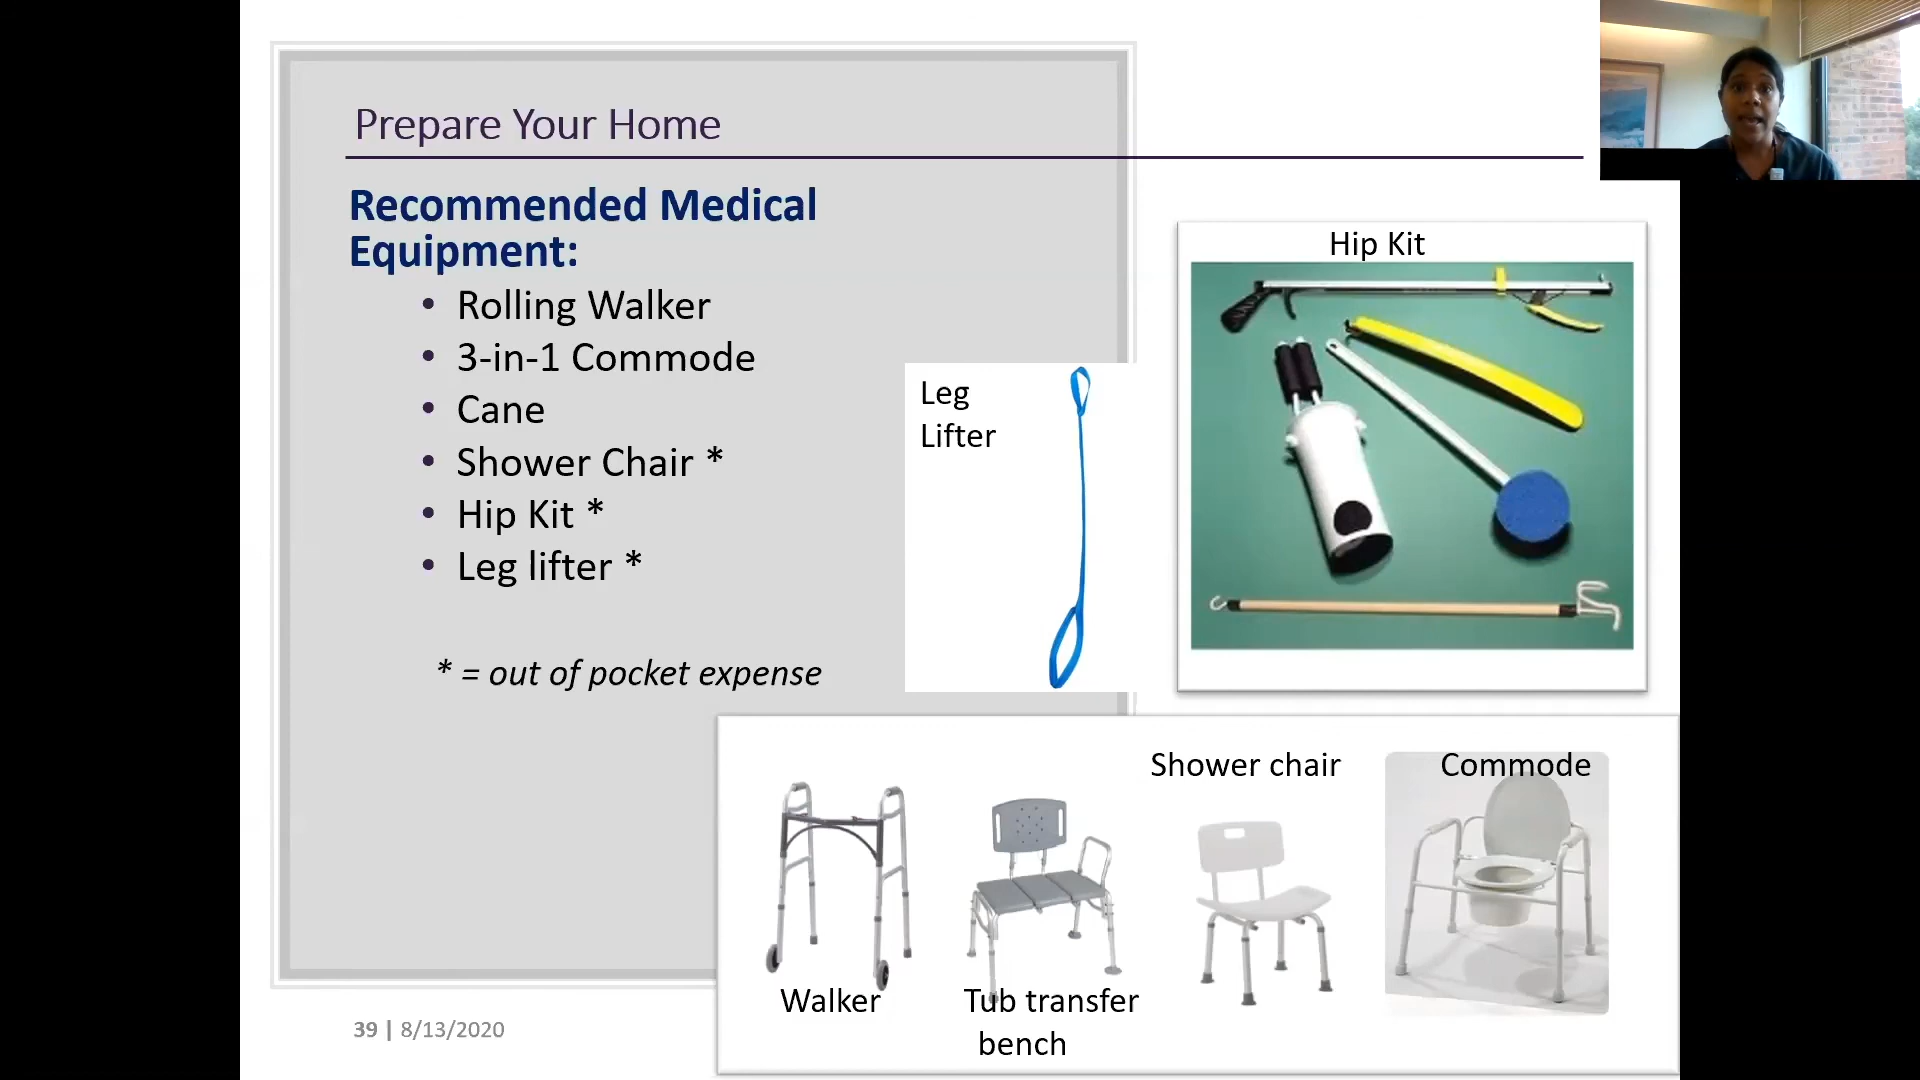 Prepare Your Home
Recommended Medical
Equipment:
• Rolling Walker
• 3-in-1 Commode
• Cane
• Shower Chair *
• Hip Kit *
• Leg lifter *
* = out of pocket expense
Leg
Lifter
Hip Kit
Shower chair
Commode
Walker
Tub transfer
bench
39 | 8/13/2020